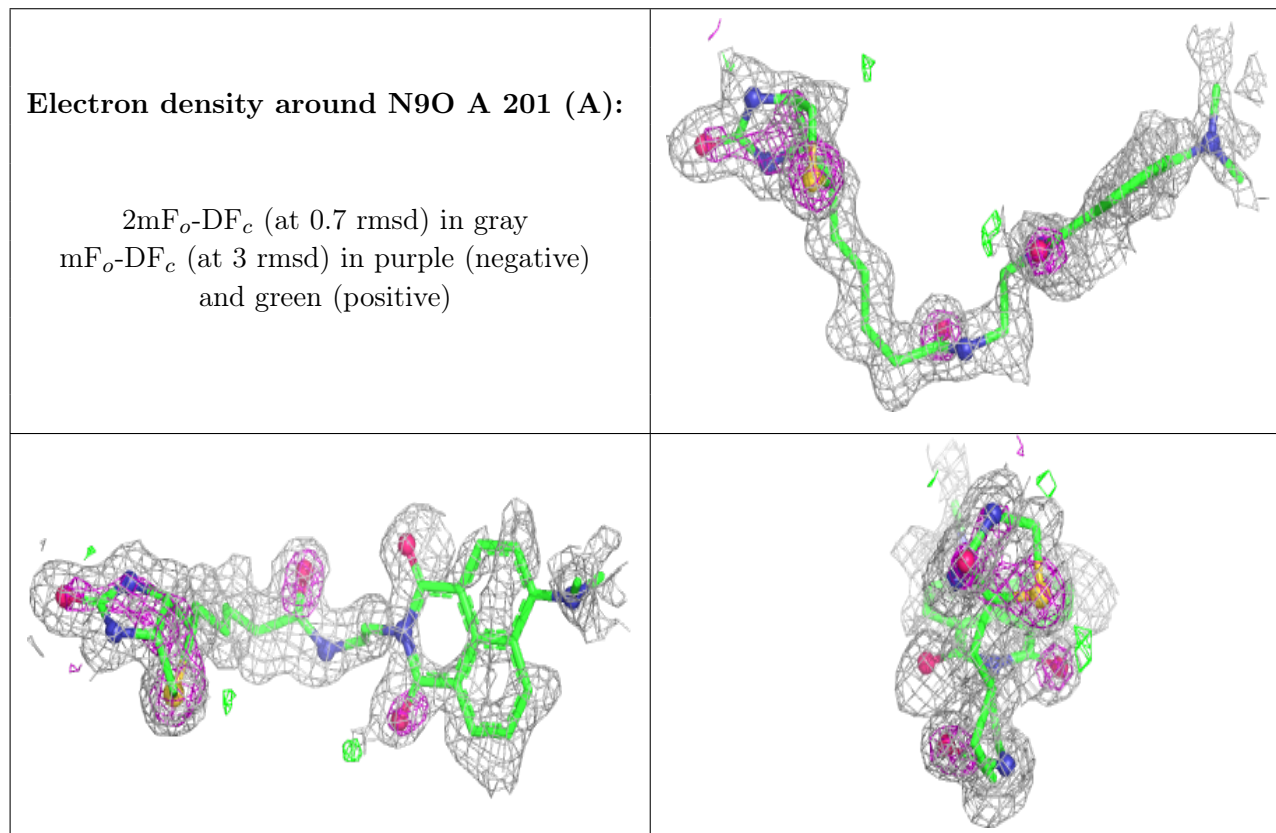 Electron density around N9O A 201 (A):
2mFo-DFc (at 0.7 rmsd) in gray
mFo-DFc (at 3 rmsd) in purple (negative)
and green (positive)